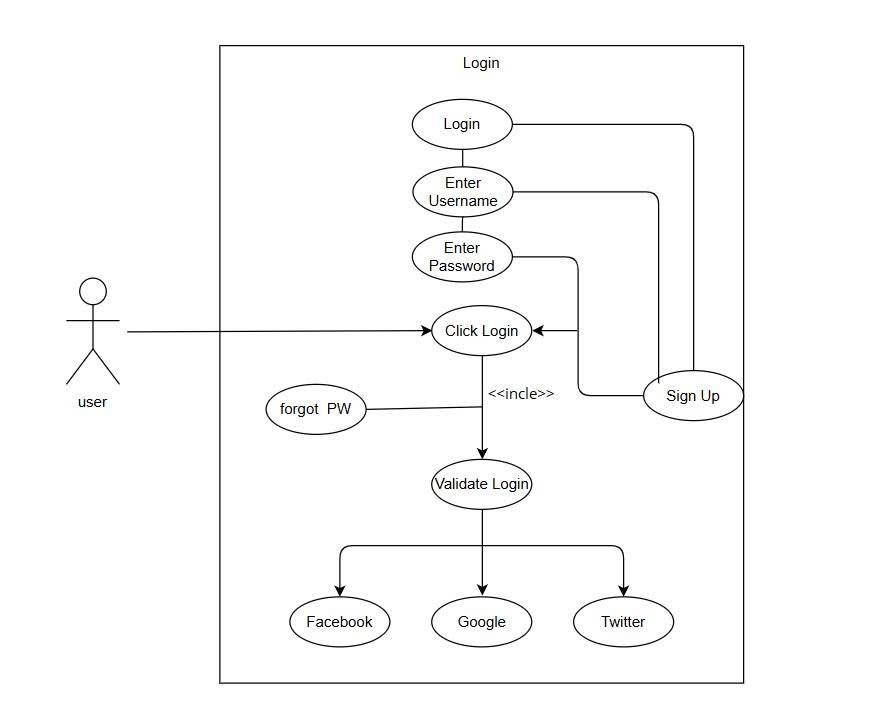 Login
Login
Enter
Username
Enter
Password
Click Login
user
<<incle>>
forgot PW
Sign Up
Validate Login
Facebook
Google
Twitter